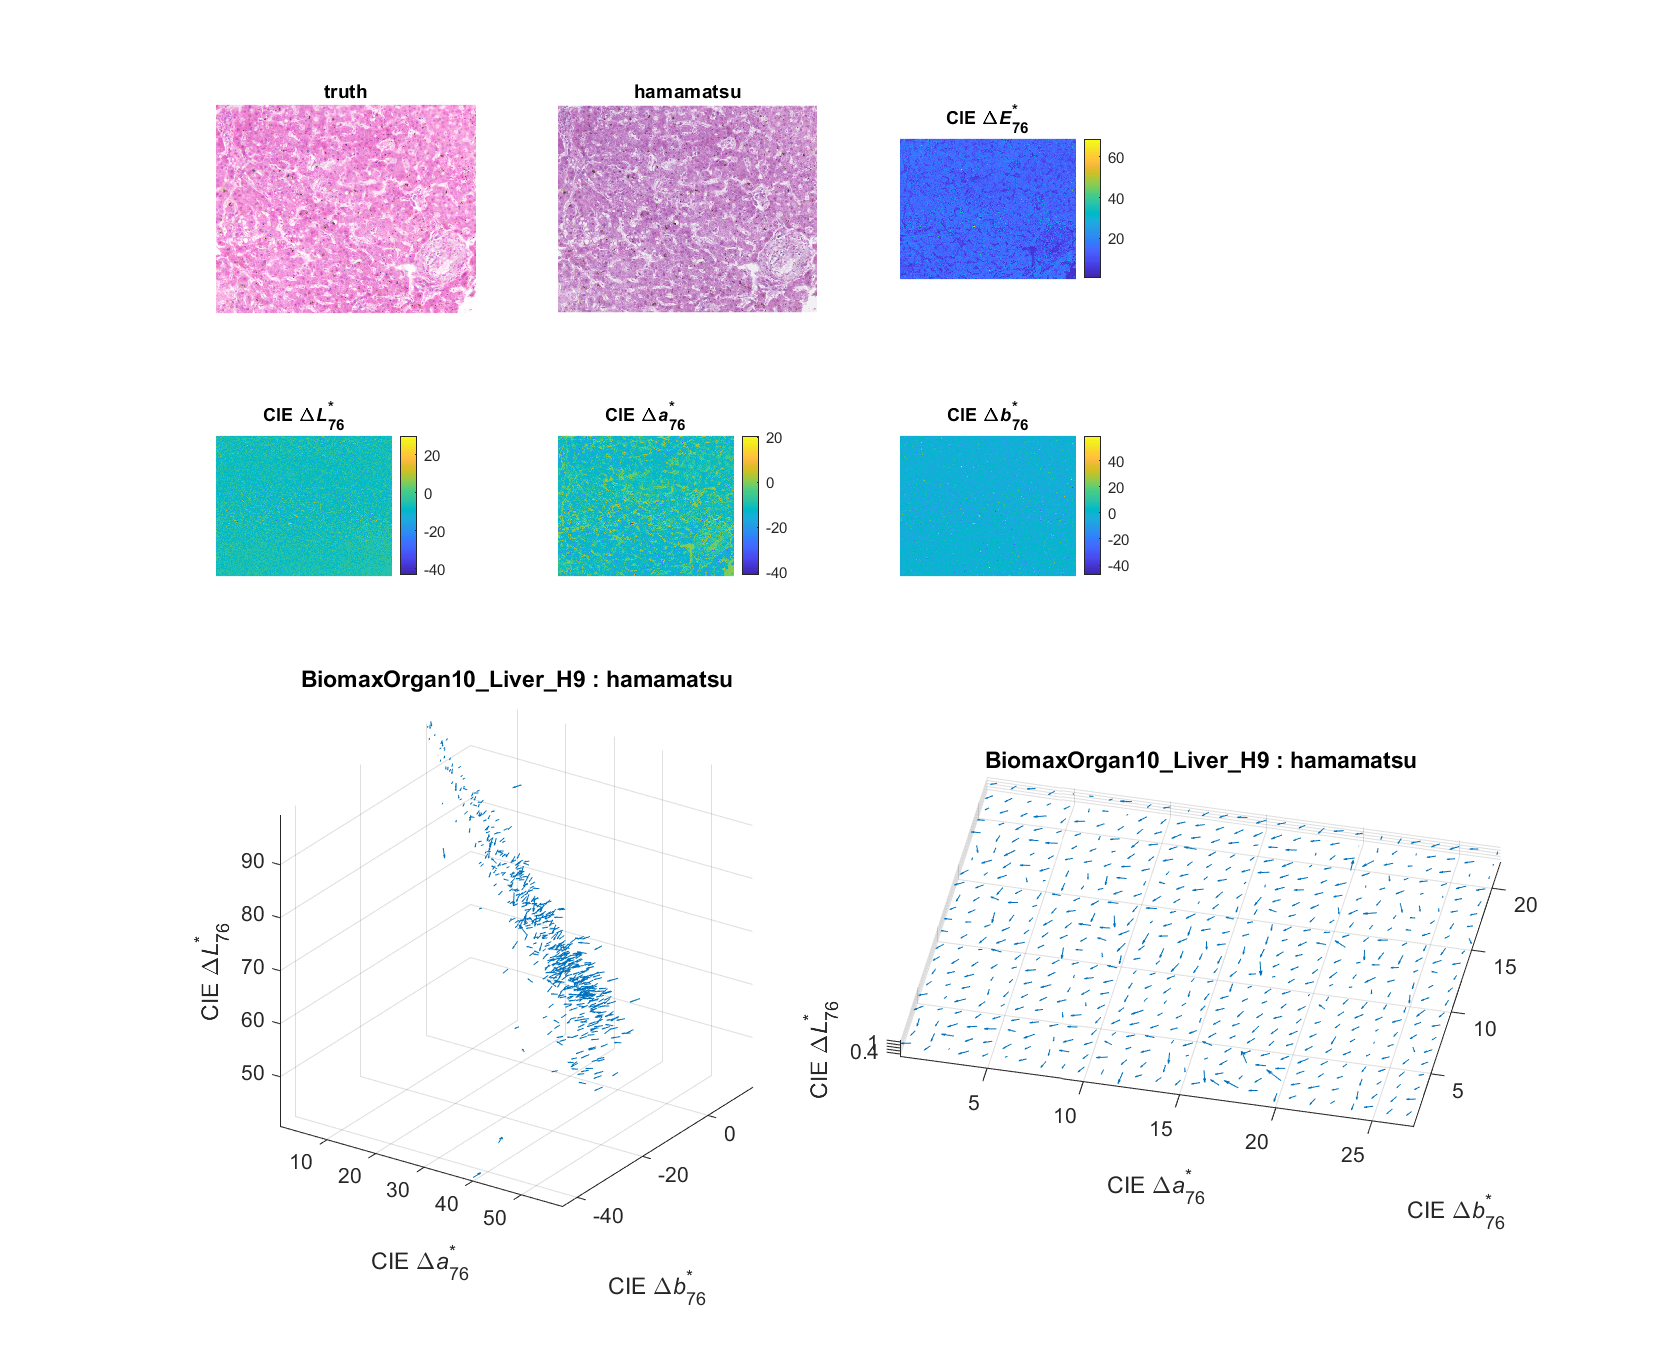 truth
hamamatsu
CIE ΔE*76
60
40
20
CIE ΔL*76
20
0
-20
-40
CIE Δa*76
20
0
-20
-40
CIE Δb*76
40
20
0
-20
-40
BiomaxOrgan10_Liver_H9 : hamamatsu
90
80
70
60
50
CIE ΔL*76
10
20
30
40
50
CIE Δa*76
0
-20
-40
CIE Δb*76
BiomaxOrgan10_Liver_H9 : hamamatsu
1
0.4
CIE ΔL*76
5
10
15
20
25
CIE Δa*76
20
15
10
5
CIE Δb*76